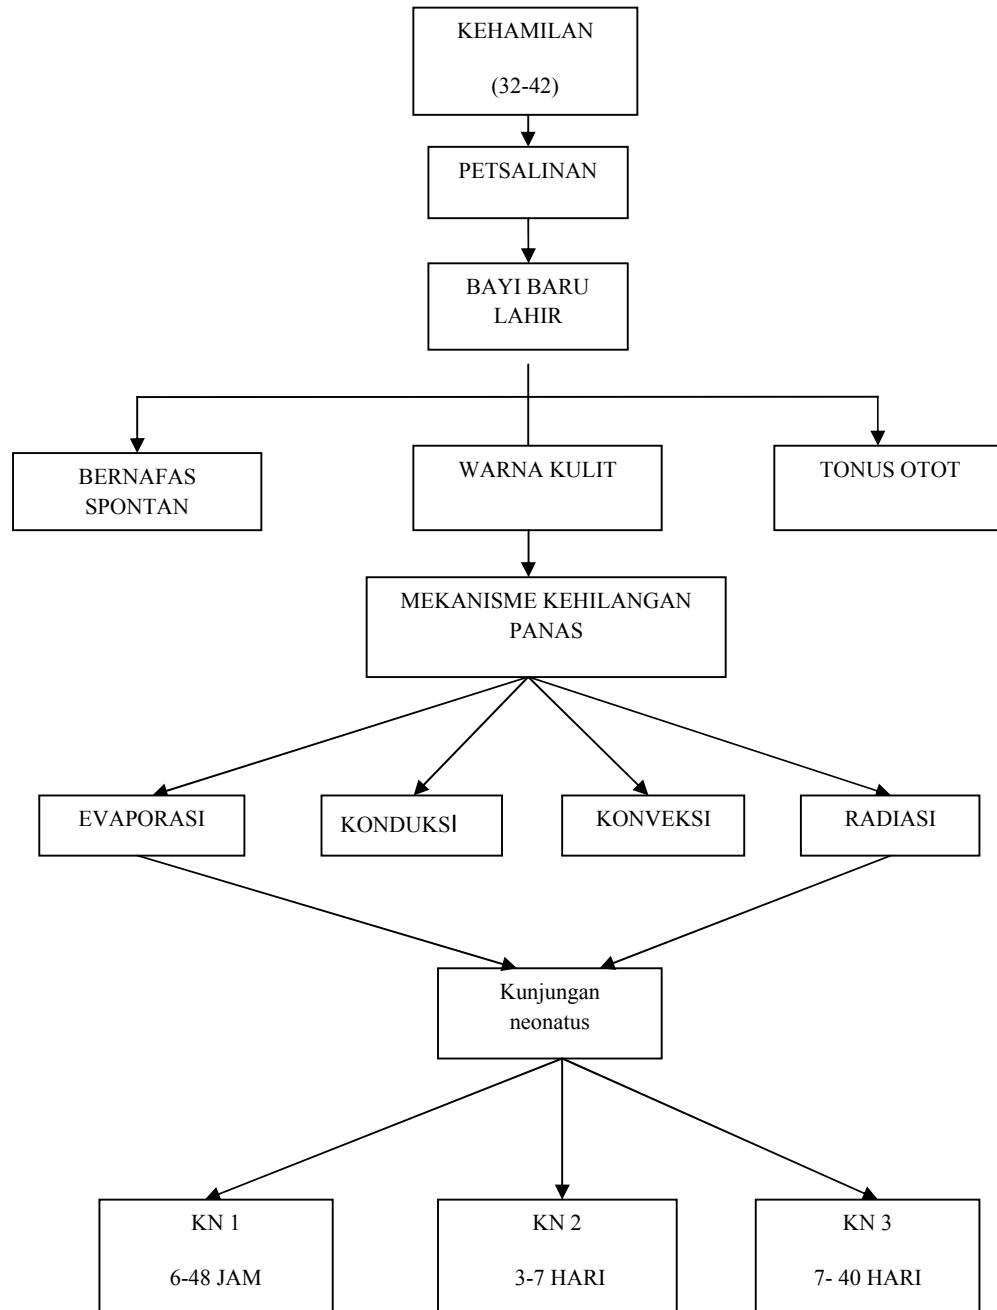 KEHAMILAN
(32-42)
PETSALINAN
BAYI BARU
LAHIR
BERNAFAS
SPONTAN
WARNA KULIT
TONUS OTOT
MEKANISME KEHILANGAN
PANAS
EVAPORASI
KONDUKSI
KONVEKSI
RADIASI
Kunjungan
neonatus
KN 1
6-48 JAM
KN 2
3-7 HARI
KN 3
7- 40 HARI